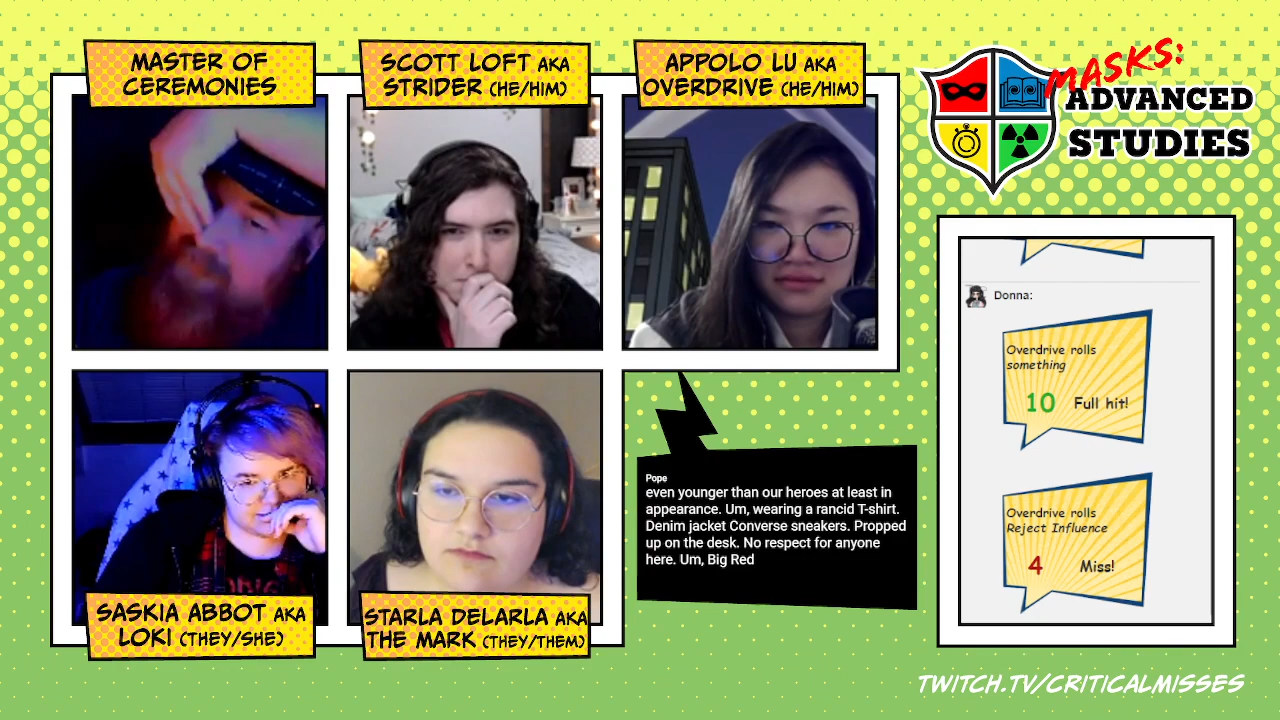 MASTER OF
CEREMONIES
SCOTT LOFT AKA
STRIDER (HE/HIM)
APPOLO LU AKA
OVERDRIVE (HE/HIM)
MASKS:
ADVANCED
STUDIES
Donna:
Overdrive rolls
something
10 Full hit!
Overdrive rolls
Reject Influence
4 Miss!
Pope
even younger than our heroes at least in
appearance. Um, wearing a rancid T-shirt.
Denim jacket Converse sneakers. Propped
up on the desk. No respect for anyone
here. Um, Big Red
SASKIA ABBOT AKA
LOKI (THEY/SHE)
STARLA DELARLA AKA
THE MARK (THEY/THEM)
TWITCH.TV/CRITICALMISSES